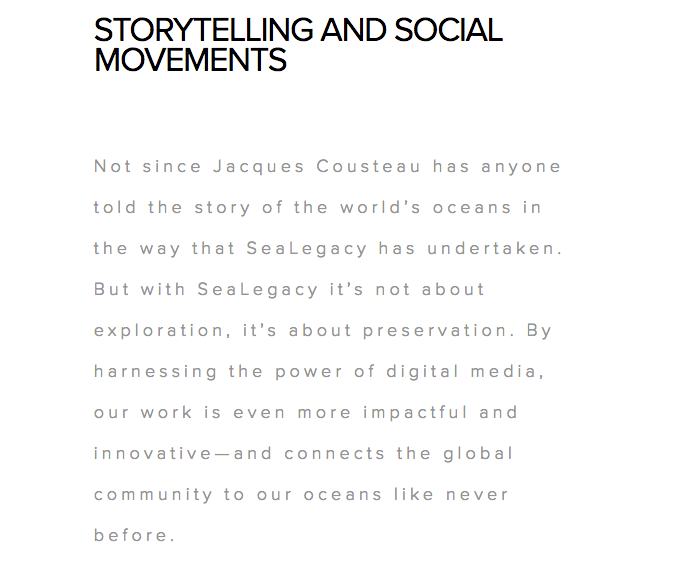 STORYTELLING AND SOCIAL
MOVEMENTS
Not since Jacques Cousteau has anyone
told the story of the world’s oceans in
the way that SeaLegacy has undertaken.
But with SeaLegacy it’s not about
exploration, it’s about preservation. By
harnessing the power of digital media,
our work is even more impactful and
innovative—and connects the global
community to our oceans like never
before.